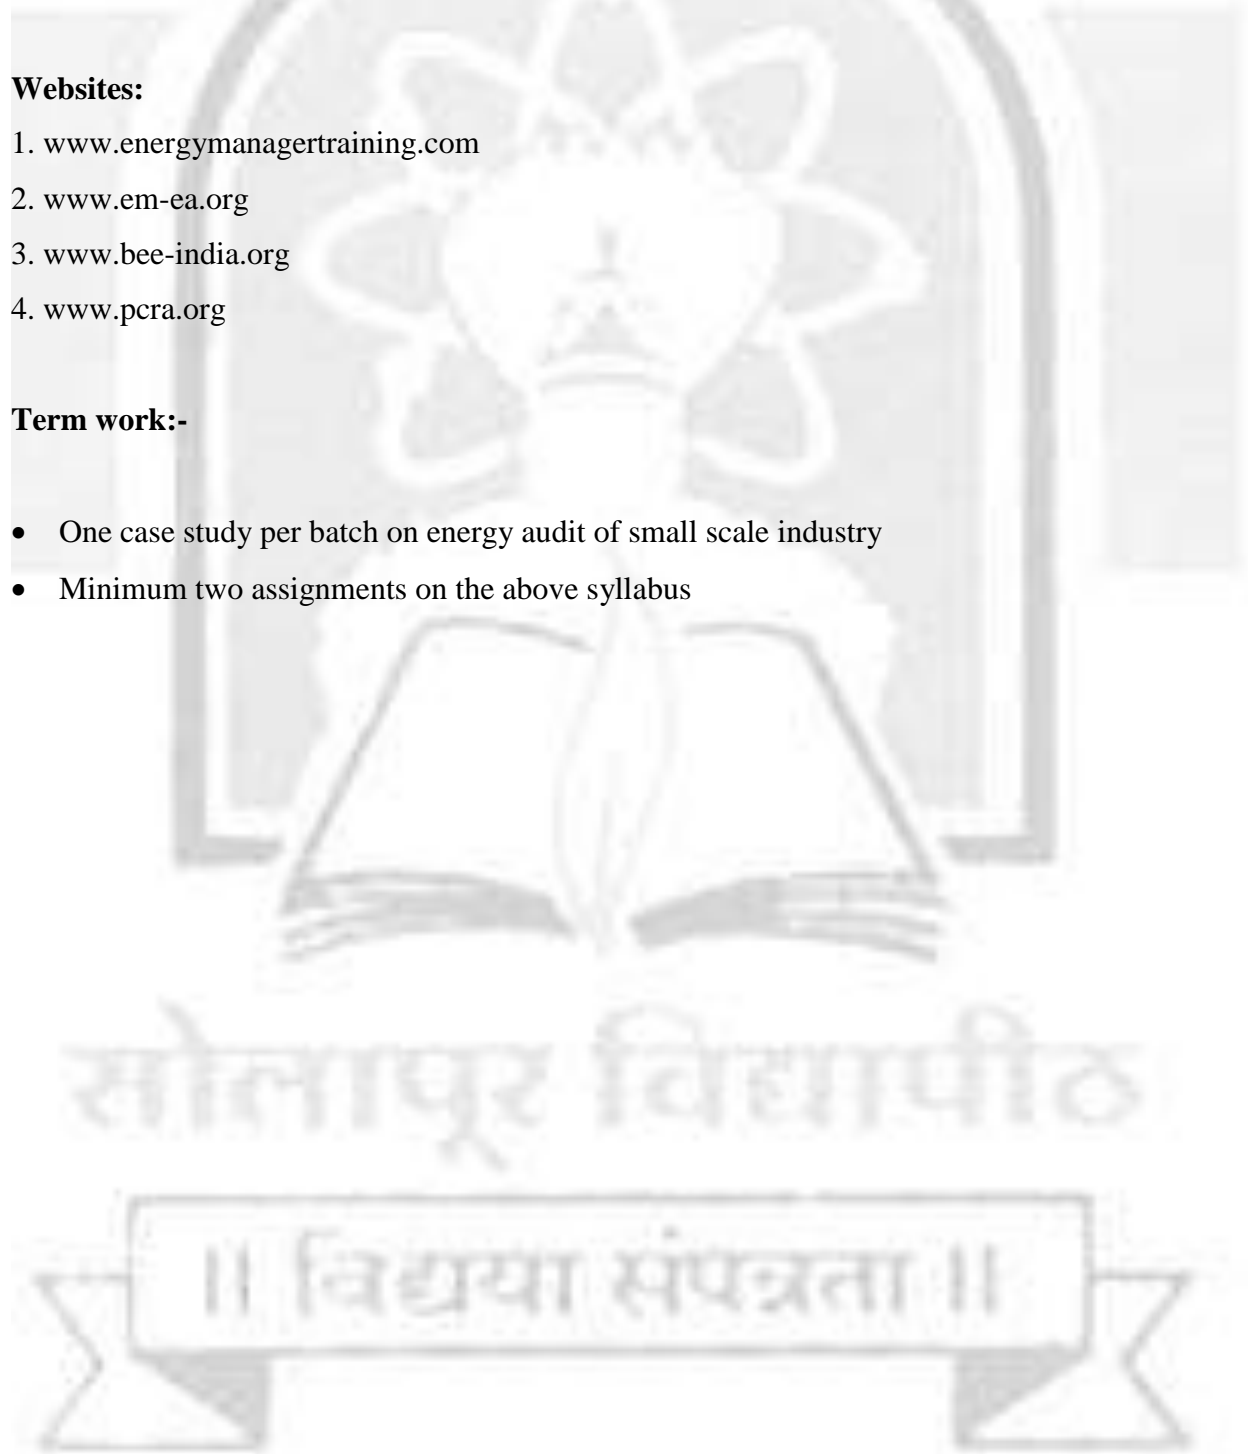 Websites:
1. www.energymanagertraining.com
2. www.em-ea.org
3. www.bee-india.org
4. www.pcra.org
Term work:-
• One case study per batch on energy audit of small scale industry
• Minimum two assignments on the above syllabus
सोलापूर विद्यापीठ
॥ विद्यया संपन्नता ॥